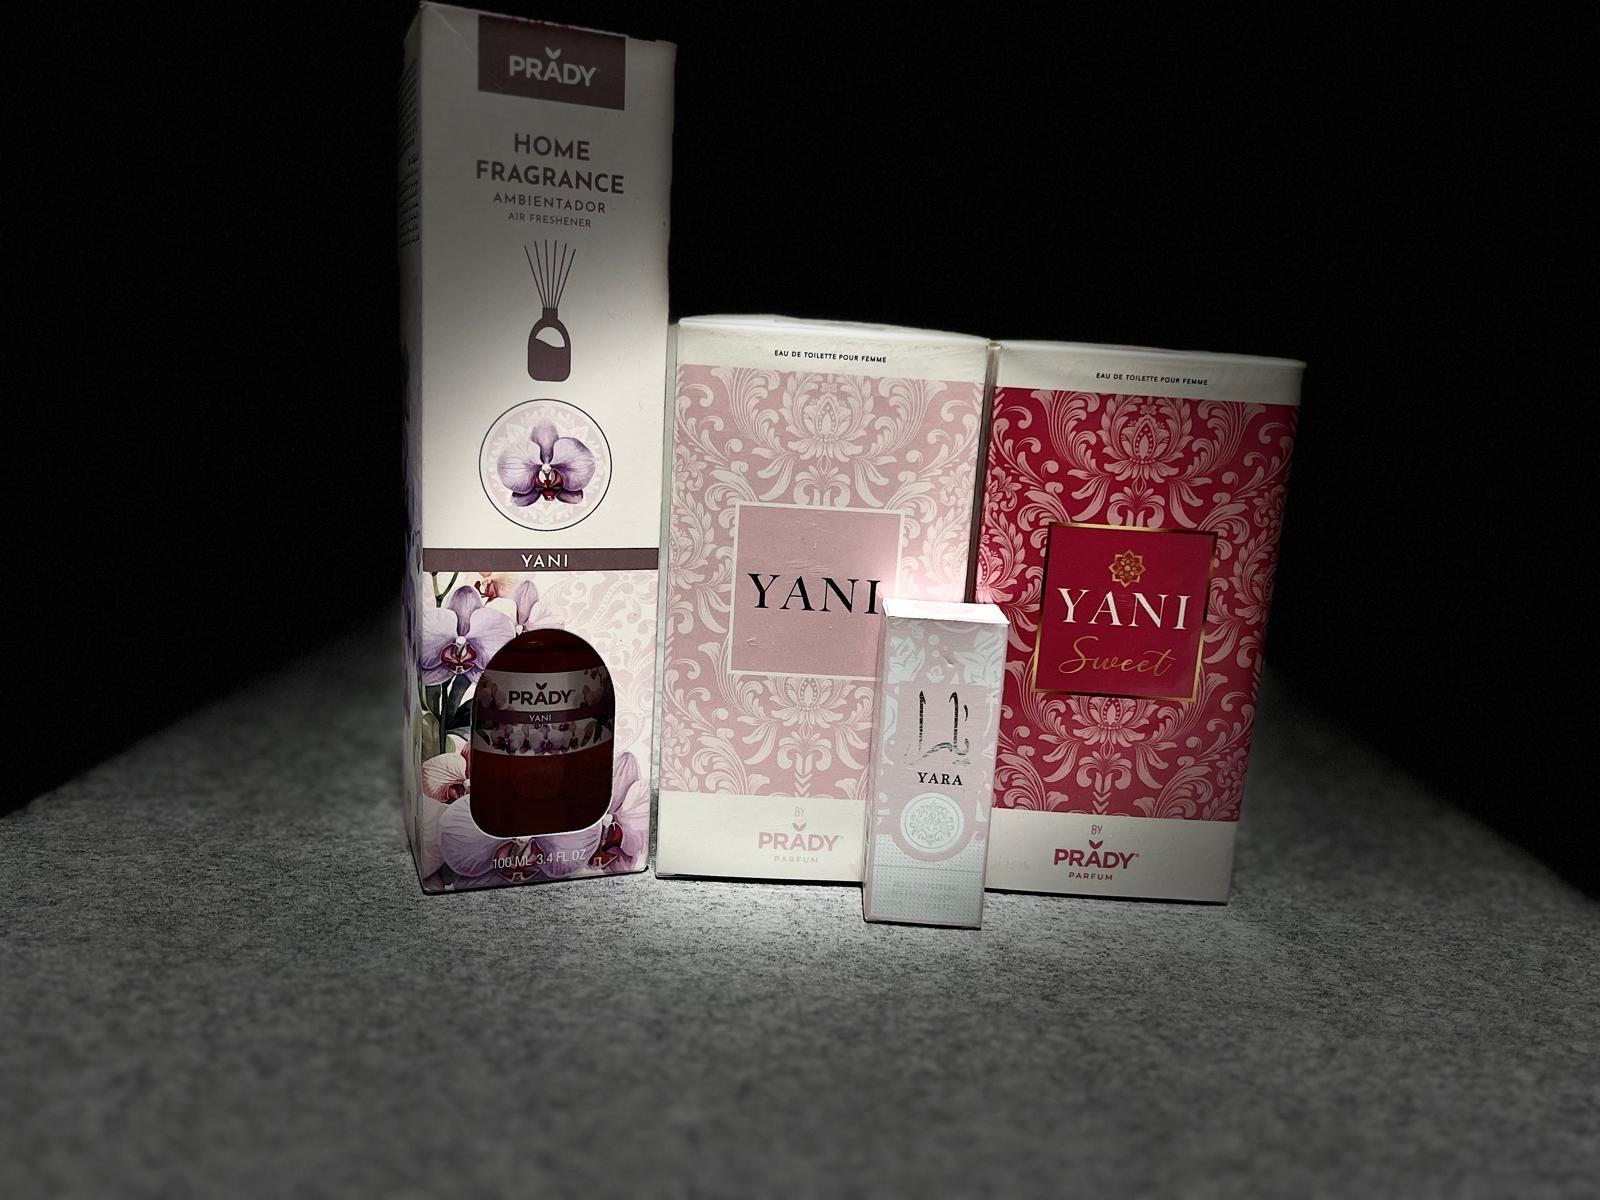 PRADY
HOME
FRAGRANCE
AMBIENTADOR
AIR FRESHENER
YANI
PRADY
YANI
100 ML 3.4 FL OZ
EAU DE TOILETTE POUR FEMME
YANI
BY
PRADY®
PARFUM
يارا
YARA
EAU DE TOILETTE POUR FEMME
YANI
Sweet
BY
PRADY®
PARFUM